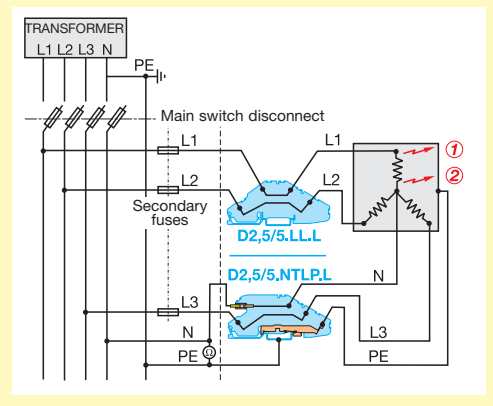 TRANSFORMER
L1 L2 L3 N
PE
Main switch disconnect
L1
L1
1
L2
L2
2
Secondary
fuses
D2,5/5.LL.L
D2,5/5.NTLP.L
N
L3
L3
N
Ω
PE
PE